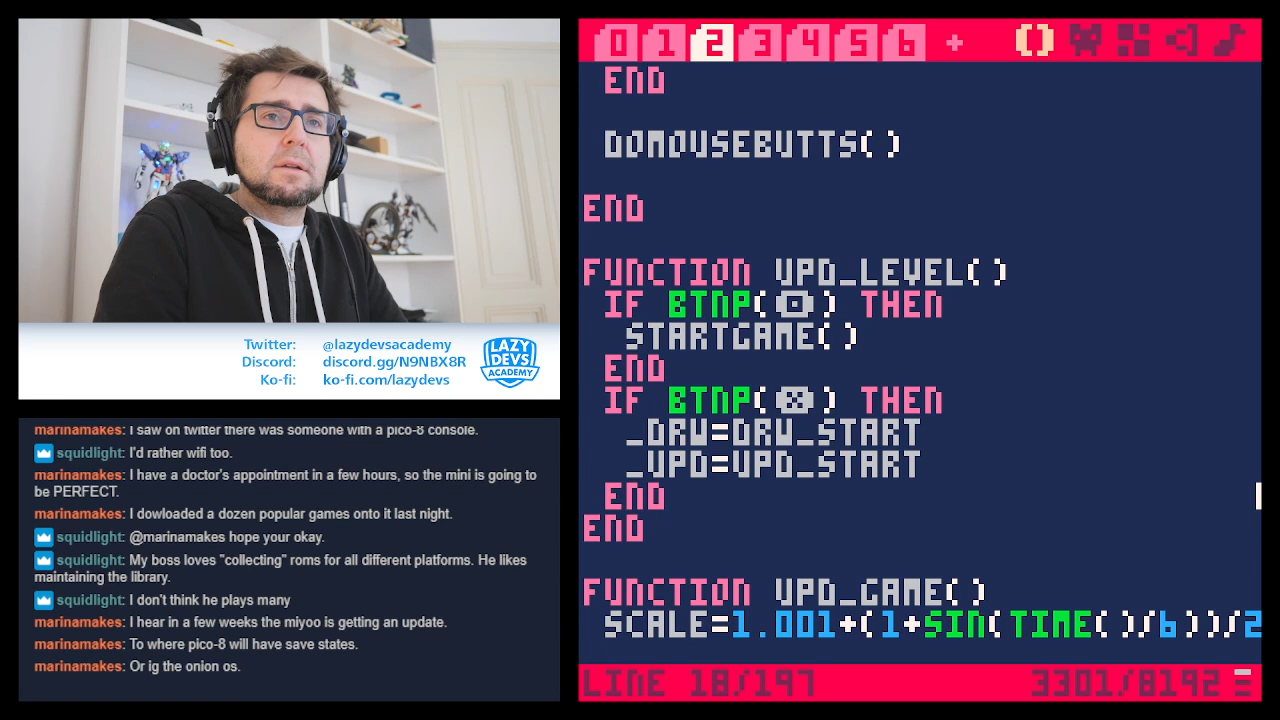 Twitter: @lazydevsacademy
Discord: discord.gg/N9NBX8R
Ko-fi: ko-fi.com/lazydevs
LAZY
DEVS
ACADEMY
marinamakes: I saw on twitter there was someone with a pico-8 console.
squidlight: I'd rather wifi too.
marinamakes: I have a doctor's appointment in a few hours, so the mini is going to
be PERFECT.
marinamakes: I dowloaded a dozen popular games onto it last night.
squidlight: @marinamakes hope your okay.
squidlight: My boss loves "collecting" roms for all different platforms. He likes
maintaining the library.
squidlight: I don't think he plays many
marinamakes: I hear in a few weeks the miyoo is getting an update.
marinamakes: To where pico-8 will have save states.
marinamakes: Or ig the onion os.
0 1 2 3 4 5 6 + ()
END
DOMOUSEBUTTS()
END
FUNCTION UPD_LEVEL()
IF BTNP(🅾️) THEN
STARTGAME()
END
IF BTNP(❎) THEN
_DRW=DRW_START
_UPD=UPD_START
END
END
FUNCTION UPD_GAME()
SCALE=1.001+(1+SIN(TIME()/6))/2
LINE 18/197 3301/8192